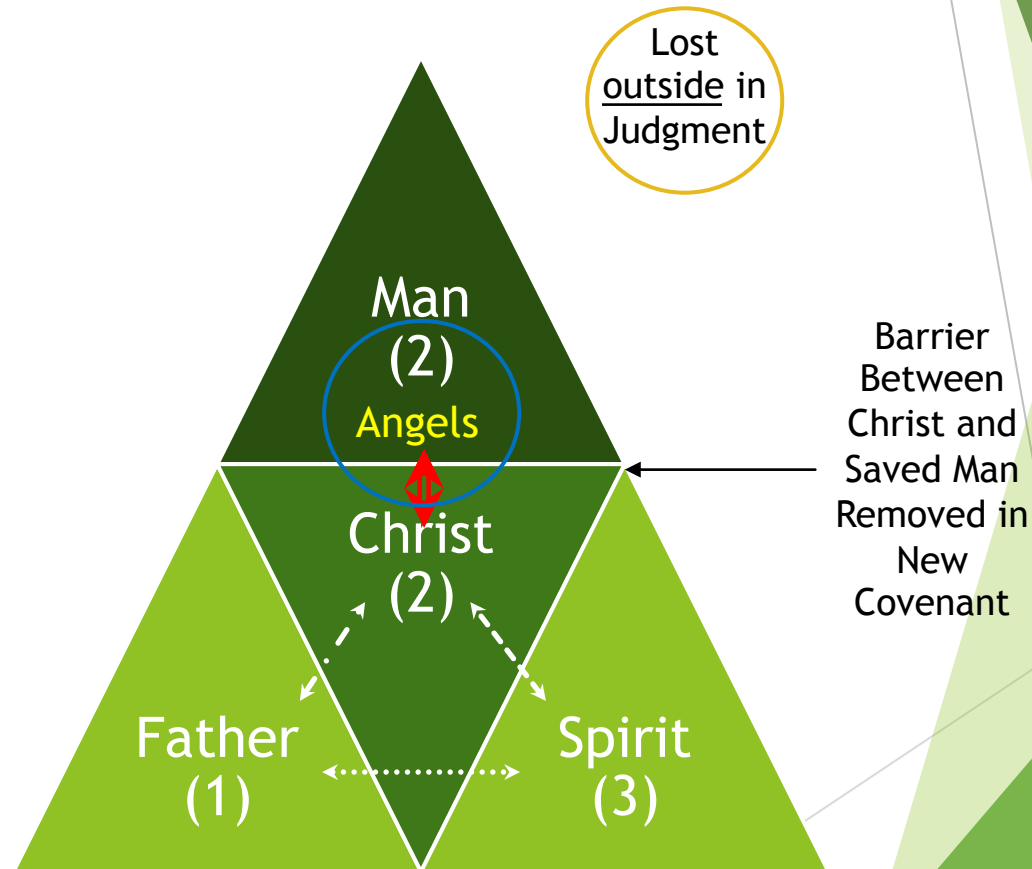 Lost
outside in
Judgment
Man
(2)
Angels
Barrier
Between
Christ and
Saved Man
Removed in
New
Covenant
Christ
(2)
Father
(1)
Spirit
(3)